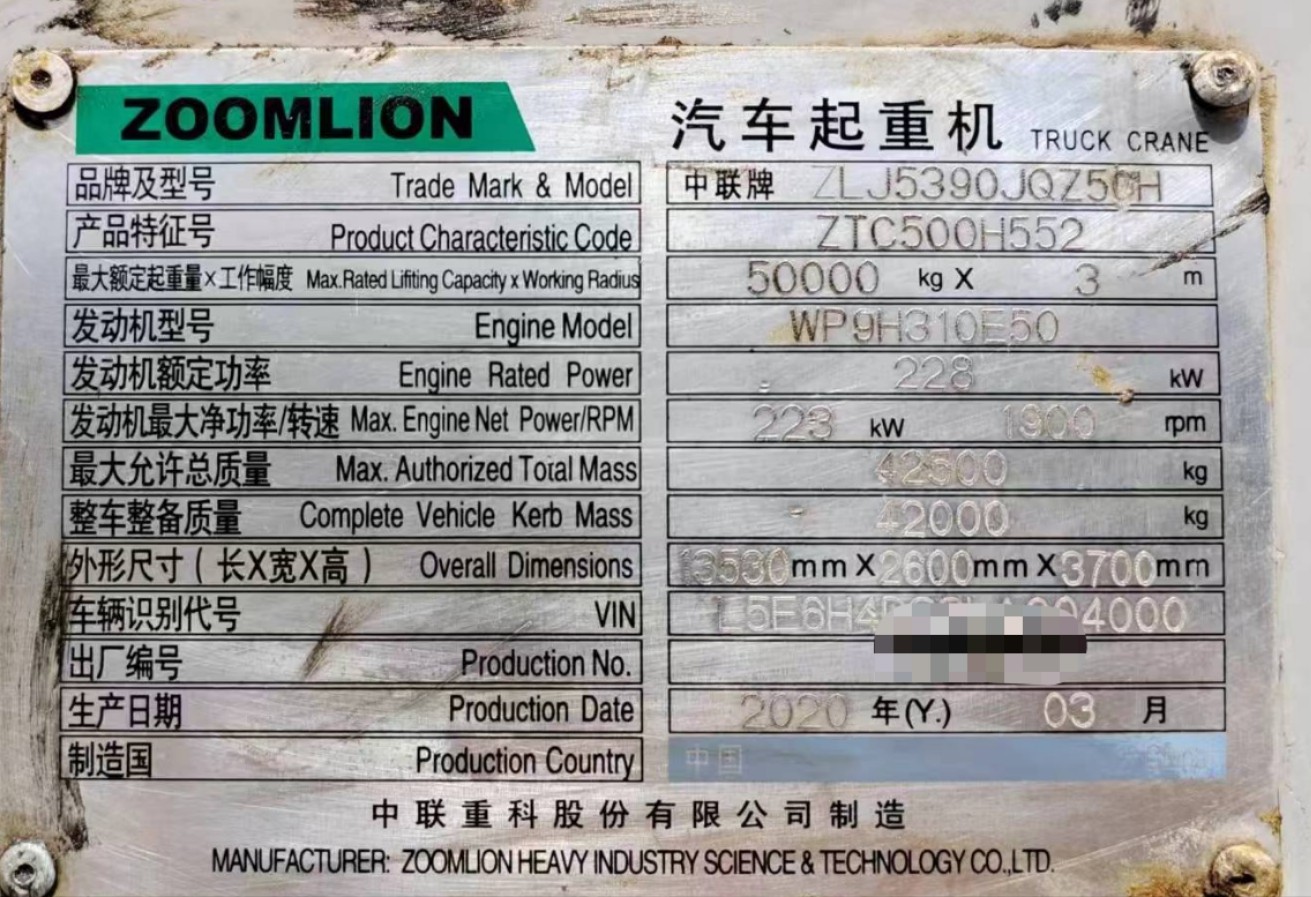 ZOOMLION 汽车起重机 TRUCK CRANE
品牌及型号 Trade Mark & Model 中联牌 ZLJ5390JQZ50H
产品特征号 Product Characteristic Code ZTC500H552
最大额定起重量×工作幅度 Max.Rated Lifiting Capacity x Working Radius 50000 kg X 3 m
发动机型号 Engine Model WP9H310E50
发动机额定功率 Engine Rated Power 228 kW
发动机最大净功率/转速 Max. Engine Net Power/RPM 223 kW 1900 rpm
最大允许总质量 Max. Authorized Toial Mass 42500 kg
整车整备质量 Complete Vehicle Kerb Mass 42000 kg
外形尺寸(长X宽X高) Overall Dimensions 13530mm X 2600mm X 3700mm
车辆识别代号 VIN L5E6H4 04000
出厂编号 Production No.
生产日期 Production Date 2020 年(Y.) 03 月
制造国 Production Country 中国
中联重科股份有限公司制造
MANUFACTURER: ZOOMLION HEAVY INDUSTRY SCIENCE & TECHNOLOGY CO.,LTD.